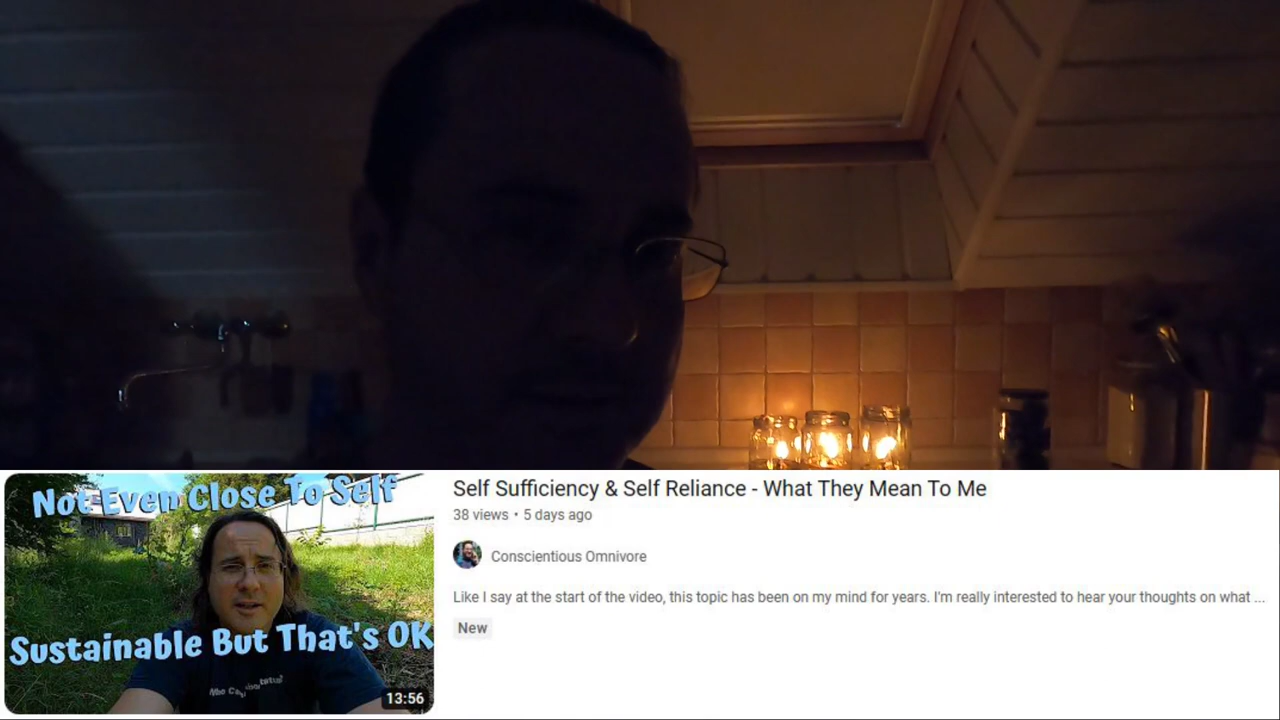 Not Even Close To Self
Sustainable But That's OK
13:56
Self Sufficiency & Self Reliance - What They Mean To Me
38 views • 5 days ago
Conscientious Omnivore
Like I say at the start of the video, this topic has been on my mind for years. I'm really interested to hear your thoughts on what ...
New